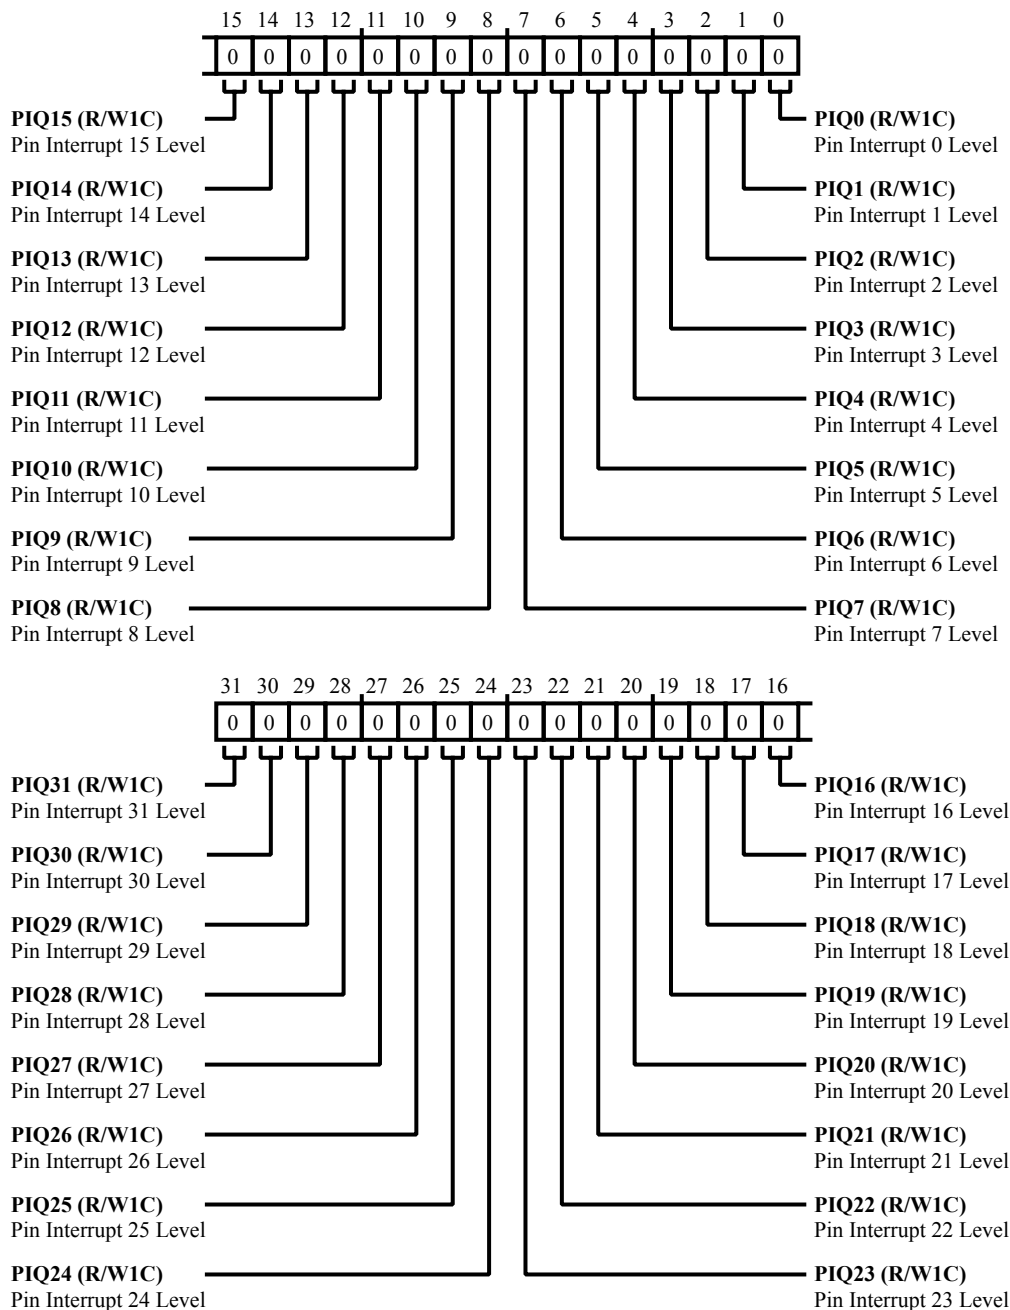 15 14 13 12 11 10 9 8 7 6 5 4 3 2 1 0
0 0 0 0 0 0 0 0 0 0 0 0 0 0 0 0
PIQ15 (R/W1C)
Pin Interrupt 15 Level
PIQ0 (R/W1C)
Pin Interrupt 0 Level
PIQ14 (R/W1C)
Pin Interrupt 14 Level
PIQ1 (R/W1C)
Pin Interrupt 1 Level
PIQ13 (R/W1C)
Pin Interrupt 13 Level
PIQ2 (R/W1C)
Pin Interrupt 2 Level
PIQ12 (R/W1C)
Pin Interrupt 12 Level
PIQ3 (R/W1C)
Pin Interrupt 3 Level
PIQ11 (R/W1C)
Pin Interrupt 11 Level
PIQ4 (R/W1C)
Pin Interrupt 4 Level
PIQ10 (R/W1C)
Pin Interrupt 10 Level
PIQ5 (R/W1C)
Pin Interrupt 5 Level
PIQ9 (R/W1C)
Pin Interrupt 9 Level
PIQ6 (R/W1C)
Pin Interrupt 6 Level
PIQ8 (R/W1C)
Pin Interrupt 8 Level
PIQ7 (R/W1C)
Pin Interrupt 7 Level
31 30 29 28 27 26 25 24 23 22 21 20 19 18 17 16
0 0 0 0 0 0 0 0 0 0 0 0 0 0 0 0
PIQ31 (R/W1C)
Pin Interrupt 31 Level
PIQ16 (R/W1C)
Pin Interrupt 16 Level
PIQ30 (R/W1C)
Pin Interrupt 30 Level
PIQ17 (R/W1C)
Pin Interrupt 17 Level
PIQ29 (R/W1C)
Pin Interrupt 29 Level
PIQ18 (R/W1C)
Pin Interrupt 18 Level
PIQ28 (R/W1C)
Pin Interrupt 28 Level
PIQ19 (R/W1C)
Pin Interrupt 19 Level
PIQ27 (R/W1C)
Pin Interrupt 27 Level
PIQ20 (R/W1C)
Pin Interrupt 20 Level
PIQ26 (R/W1C)
Pin Interrupt 26 Level
PIQ21 (R/W1C)
Pin Interrupt 21 Level
PIQ25 (R/W1C)
Pin Interrupt 25 Level
PIQ22 (R/W1C)
Pin Interrupt 22 Level
PIQ24 (R/W1C)
Pin Interrupt 24 Level
PIQ23 (R/W1C)
Pin Interrupt 23 Level